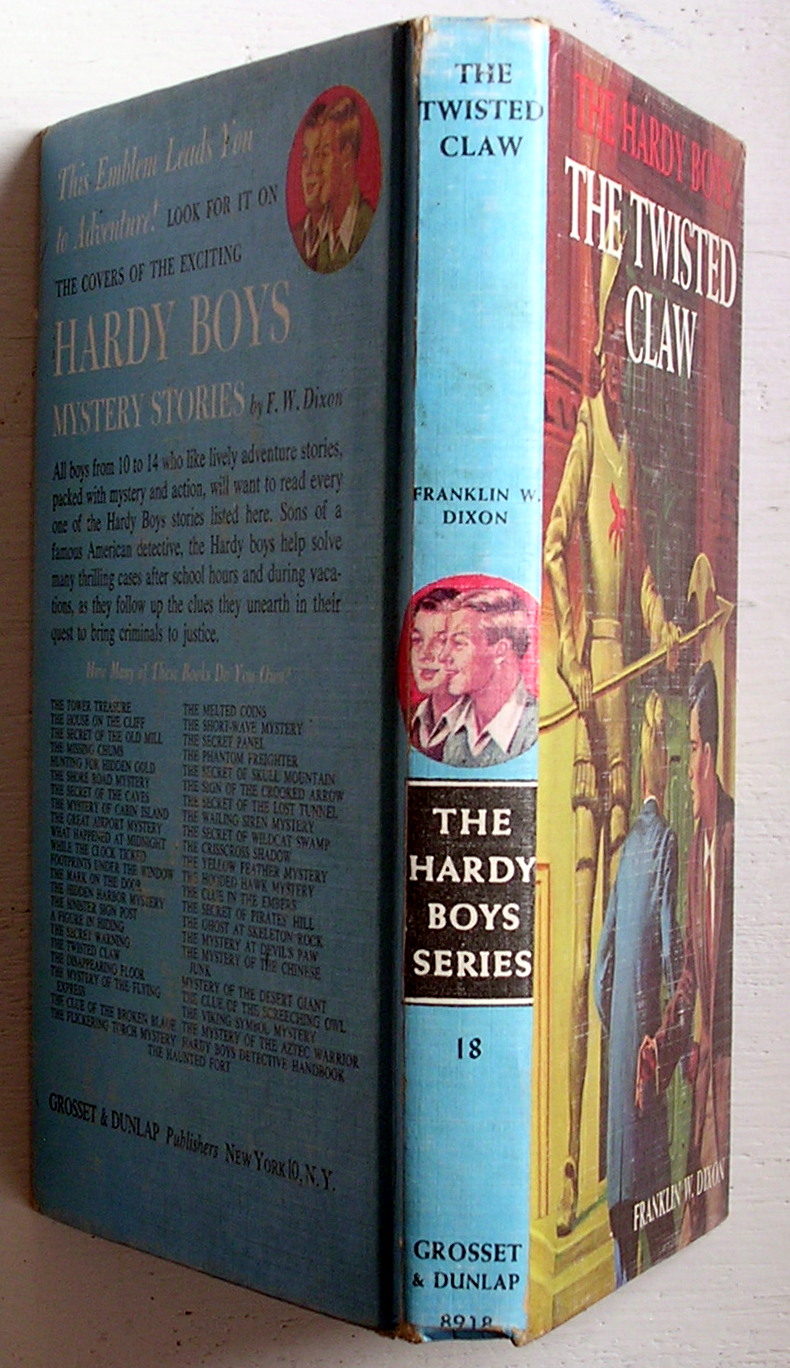 This Emblem Leads You
to Adventure! LOOK FOR IT ON
THE COVERS OF THE EXCITING
HARDY BOYS
MYSTERY STORIES by F. W. Dixon
All boys from 10 to 14 who like lively adventure stories,
packed with mystery and action, will want to read every
one of the Hardy Boys stories listed here. Sons of a
famous American detective, the Hardy boys help solve
many thrilling cases after school hours and during vaca-
tions, as they follow up the clues they unearth in their
quest to bring criminals to justice.
How Many of These Books Do You Own?
THE TOWER TREASURE
THE HOUSE ON THE CLIFF
THE SECRET OF THE OLD MILL
THE MISSING CHUMS
HUNTING FOR HIDDEN GOLD
THE SHORE ROAD MYSTERY
THE SECRET OF THE CAVES
THE MYSTERY OF CABIN ISLAND
THE GREAT AIRPORT MYSTERY
WHAT HAPPENED AT MIDNIGHT
WHILE THE CLOCK TICKED
FOOTPRINTS UNDER THE WINDOW
THE MARK ON THE DOOR
THE HIDDEN HARBOR MYSTERY
THE SINISTER SIGN POST
A FIGURE IN HIDING
THE SECRET WARNING
THE TWISTED CLAW
THE DISAPPEARING FLOOR
THE MYSTERY OF THE FLYING
EXPRESS
THE CLUE OF THE BROKEN BLADE
THE FLICKERING TORCH MYSTERY
THE MELTED COINS
THE SHORT-WAVE MYSTERY
THE SECRET PANEL
THE PHANTOM FREIGHTER
THE SECRET OF SKULL MOUNTAIN
THE SIGN OF THE CROOKED ARROW
THE SECRET OF THE LOST TUNNEL
THE WAILING SIREN MYSTERY
THE SECRET OF WILDCAT SWAMP
THE CRISSCROSS SHADOW
THE YELLOW FEATHER MYSTERY
THE HOODED HAWK MYSTERY
THE CLUE IN THE EMBERS
THE SECRET OF PIRATES' HILL
THE GHOST AT SKELETON ROCK
THE MYSTERY AT DEVIL'S PAW
THE MYSTERY OF THE CHINESE
JUNK
MYSTERY OF THE DESERT GIANT
THE CLUE OF THE SCREECHING OWL
THE VIKING SYMBOL MYSTERY
THE MYSTERY OF THE AZTEC WARRIOR
HARDY BOYS DETECTIVE HANDBOOK
THE HAUNTED FORT
GROSSET & DUNLAP Publishers NEW YORK 10, N. Y.
THE
TWISTED
CLAW
FRANKLIN W.
DIXON
THE
HARDY
BOYS
SERIES
18
GROSSET
& DUNLAP
8918
THE HARDY BOYS
THE TWISTED
CLAW
FRANKLIN W. DIXON